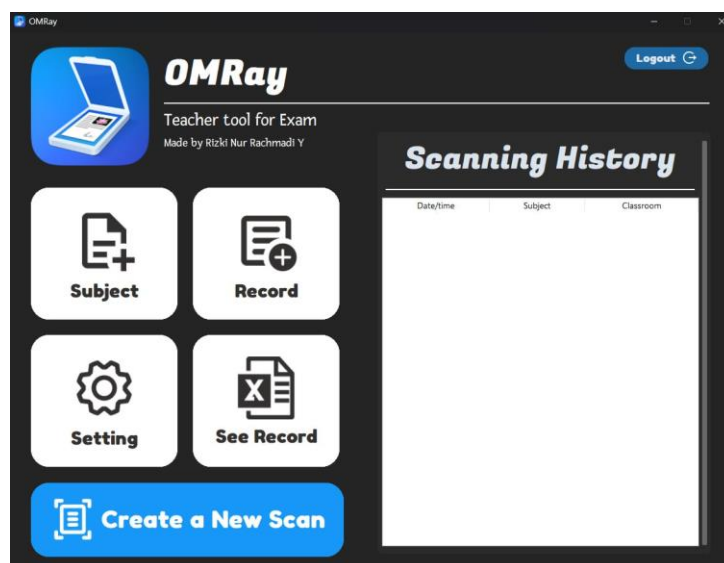 OMRay
OMRay
Logout
Teacher tool for Exam
Made by Rizki Nur Rachmadi Y
Scanning History
Date/time Subject Classroom
Subject
Record
Setting
See Record
Create a New Scan